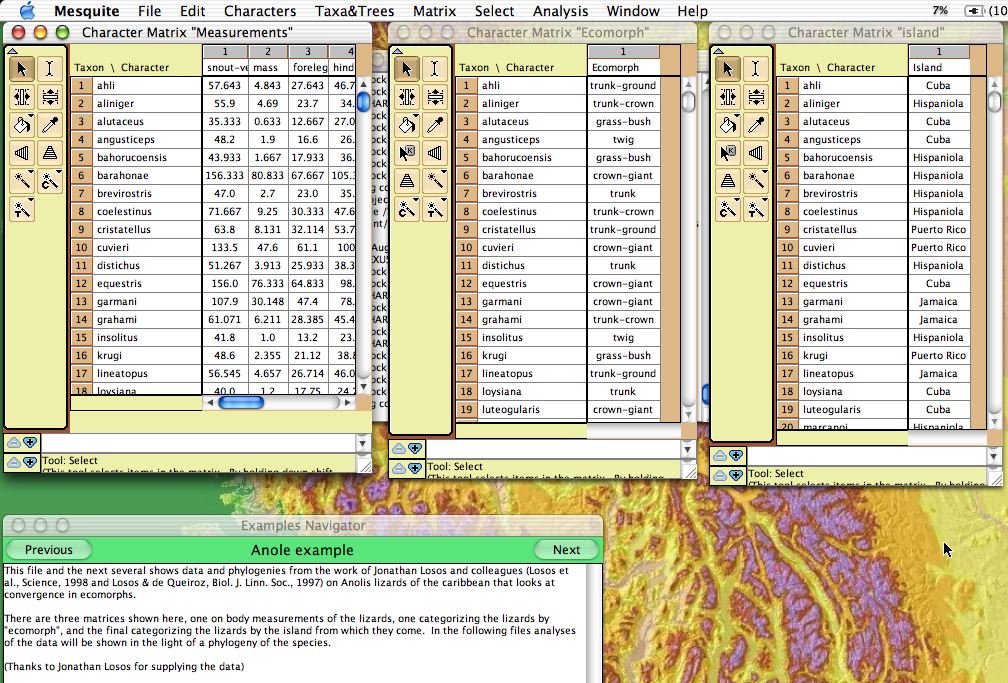 Mesquite File Edit Characters Taxa&Trees Matrix Select Analysis Window Help 7% (10
Character Matrix "Measurements"
1 2 3 4
Taxon \ Character snout-ve mass foreleg hind
1 ahli 57.643 4.843 27.643 46.7
2 aliniger 55.9 4.69 23.7 34.
3 alutaceus 35.333 0.633 12.667 27.0
4 angusticeps 48.2 1.9 16.6 26.
5 bahorucoensis 43.933 1.667 17.933 36.
6 barahonae 156.333 80.833 67.667 105.
7 brevirostris 47.0 2.7 23.0 35.
8 coelestinus 71.667 9.25 30.333 47.6
9 cristatellus 63.8 8.131 32.114 53.7
10 cuvieri 133.5 47.6 61.1 100
11 distichus 51.267 3.913 25.933 38.3
12 equestris 156.0 76.333 64.833 98.
13 garmani 107.9 30.148 47.4 78.
14 grahami 61.071 6.211 28.385 45.4
15 insolitus 41.8 1.0 13.2 23.
16 krugi 48.6 2.355 21.12 38.8
17 lineatopus 56.545 4.657 26.714 46.0
18 loysiana 40.0 1.2 17.75 24.2
Tool: Select
(This tool selects items in the matrix. By holding down shift
Character Matrix "Ecomorph"
1
Taxon \ Character Ecomorph
1 ahli trunk-ground
2 aliniger trunk-crown
3 alutaceus grass-bush
4 angusticeps twig
5 bahorucoensis grass-bush
6 barahonae crown-giant
7 brevirostris trunk
8 coelestinus trunk-crown
9 cristatellus trunk-ground
10 cuvieri crown-giant
11 distichus trunk
12 equestris crown-giant
13 garmani crown-giant
14 grahami trunk-crown
15 insolitus twig
16 krugi grass-bush
17 lineatopus trunk-ground
18 loysiana trunk
19 luteogularis crown-giant
Tool: Select
(This tool selects items in the matrix. By holding
Character Matrix "island"
1
Taxon \ Character Island
1 ahli Cuba
2 aliniger Hispaniola
3 alutaceus Cuba
4 angusticeps Cuba
5 bahorucoensis Hispaniola
6 barahonae Hispaniola
7 brevirostris Hispaniola
8 coelestinus Hispaniola
9 cristatellus Puerto Rico
10 cuvieri Puerto Rico
11 distichus Hispaniola
12 equestris Cuba
13 garmani Jamaica
14 grahami Jamaica
15 insolitus Hispaniola
16 krugi Puerto Rico
17 lineatopus Jamaica
18 loysiana Cuba
19 luteogularis Cuba
20 marcanoi Hispaniola
Tool: Select
(This tool selects items in the matrix. By holding
Examples Navigator
Previous Anole example Next
This file and the next several shows data and phylogenies from the work of Jonathan Losos and colleagues (Losos et
al., Science, 1998 and Losos & de Queiroz, Biol. J. Linn. Soc., 1997) on Anolis lizards of the caribbean that looks at
convergence in ecomorphs.
There are three matrices shown here, one on body measurements of the lizards, one categorizing the lizards by
"ecomorph", and the final categorizing the lizards by the island from which they come. In the following files analyses
of the data will be shown in the light of a phylogeny of the species.
(Thanks to Jonathan Losos for supplying the data)